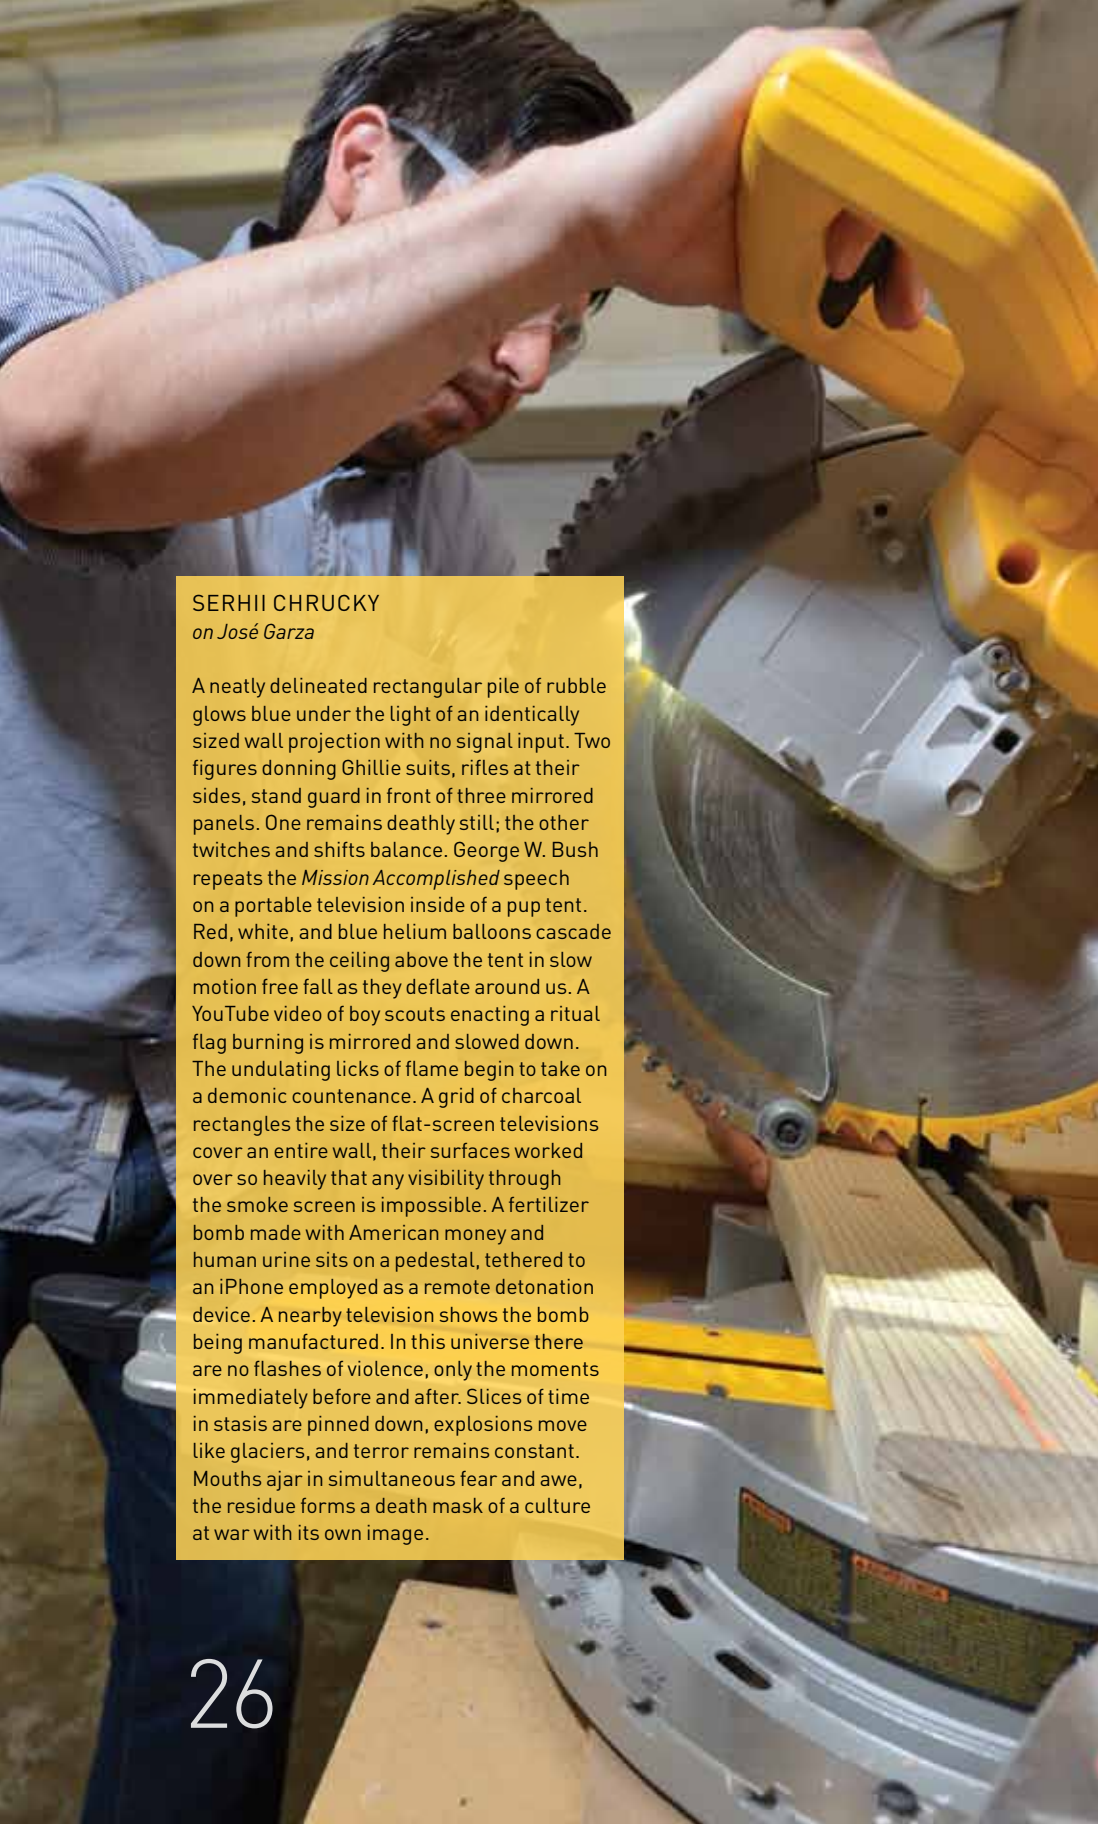 SERHII CHRUCKY
on José Garza
A neatly delineated rectangular pile of rubble
glows blue under the light of an identically
sized wall projection with no signal input. Two
figures donning Ghillie suits, rifles at their
sides, stand guard in front of three mirrored
panels. One remains deathly still; the other
twitches and shifts balance. George W. Bush
repeats the Mission Accomplished speech
on a portable television inside of a pup tent.
Red, white, and blue helium balloons cascade
down from the ceiling above the tent in slow
motion free fall as they deflate around us. A
YouTube video of boy scouts enacting a ritual
flag burning is mirrored and slowed down.
The undulating licks of flame begin to take on
a demonic countenance. A grid of charcoal
rectangles the size of flat-screen televisions
cover an entire wall, their surfaces worked
over so heavily that any visibility through
the smoke screen is impossible. A fertilizer
bomb made with American money and
human urine sits on a pedestal, tethered to
an iPhone employed as a remote detonation
device. A nearby television shows the bomb
being manufactured. In this universe there
are no flashes of violence, only the moments
immediately before and after. Slices of time
in stasis are pinned down, explosions move
like glaciers, and terror remains constant.
Mouths ajar in simultaneous fear and awe,
the residue forms a death mask of a culture
at war with its own image.
26